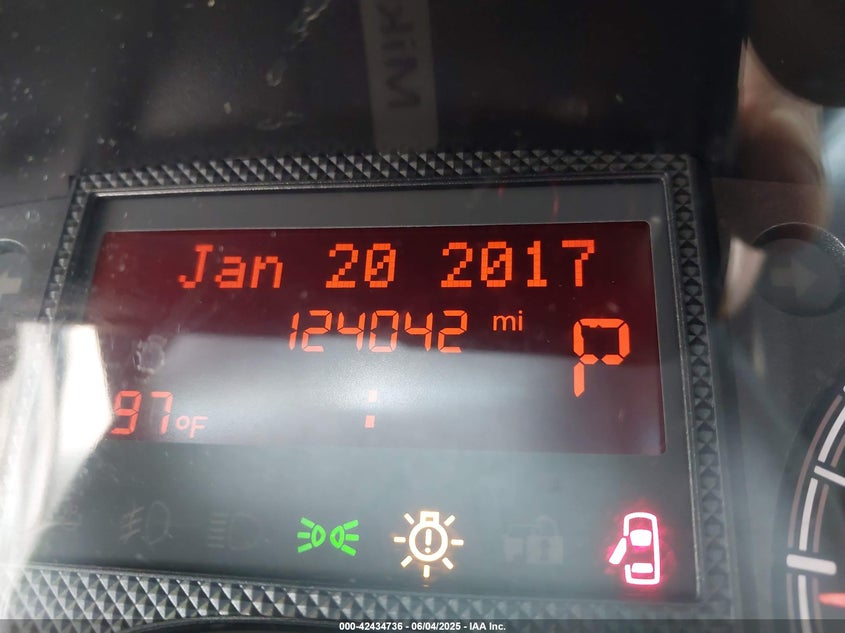 Jan 20 2017
124042 mi
P
97°F :
000-42434736 - 06/04/2025 - IAA Inc.